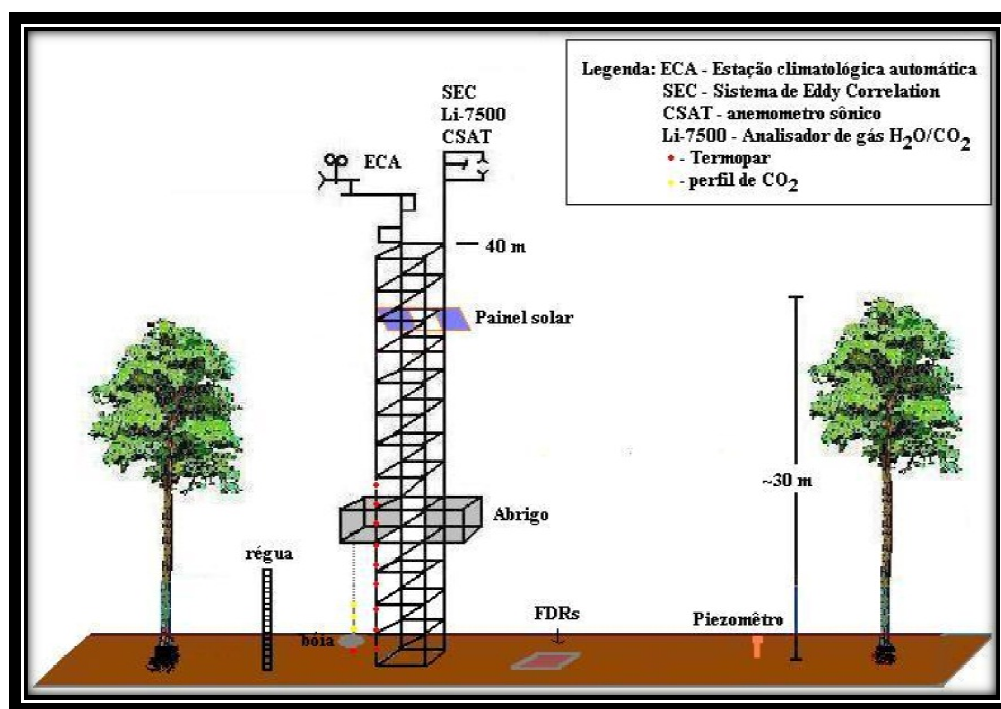 Legenda: ECA - Estação climatológica automática
SEC - Sistema de Eddy Correlation
CSAT - anemometro sônico
Li-7500 - Analisador de gás H2O/CO2
- Termopar
- perfil de CO2
SEC
Li-7500
CSAT
ECA
40 m
Painel solar
~30 m
Abrigo
régua
bóia
FDRs
Piezomêtro